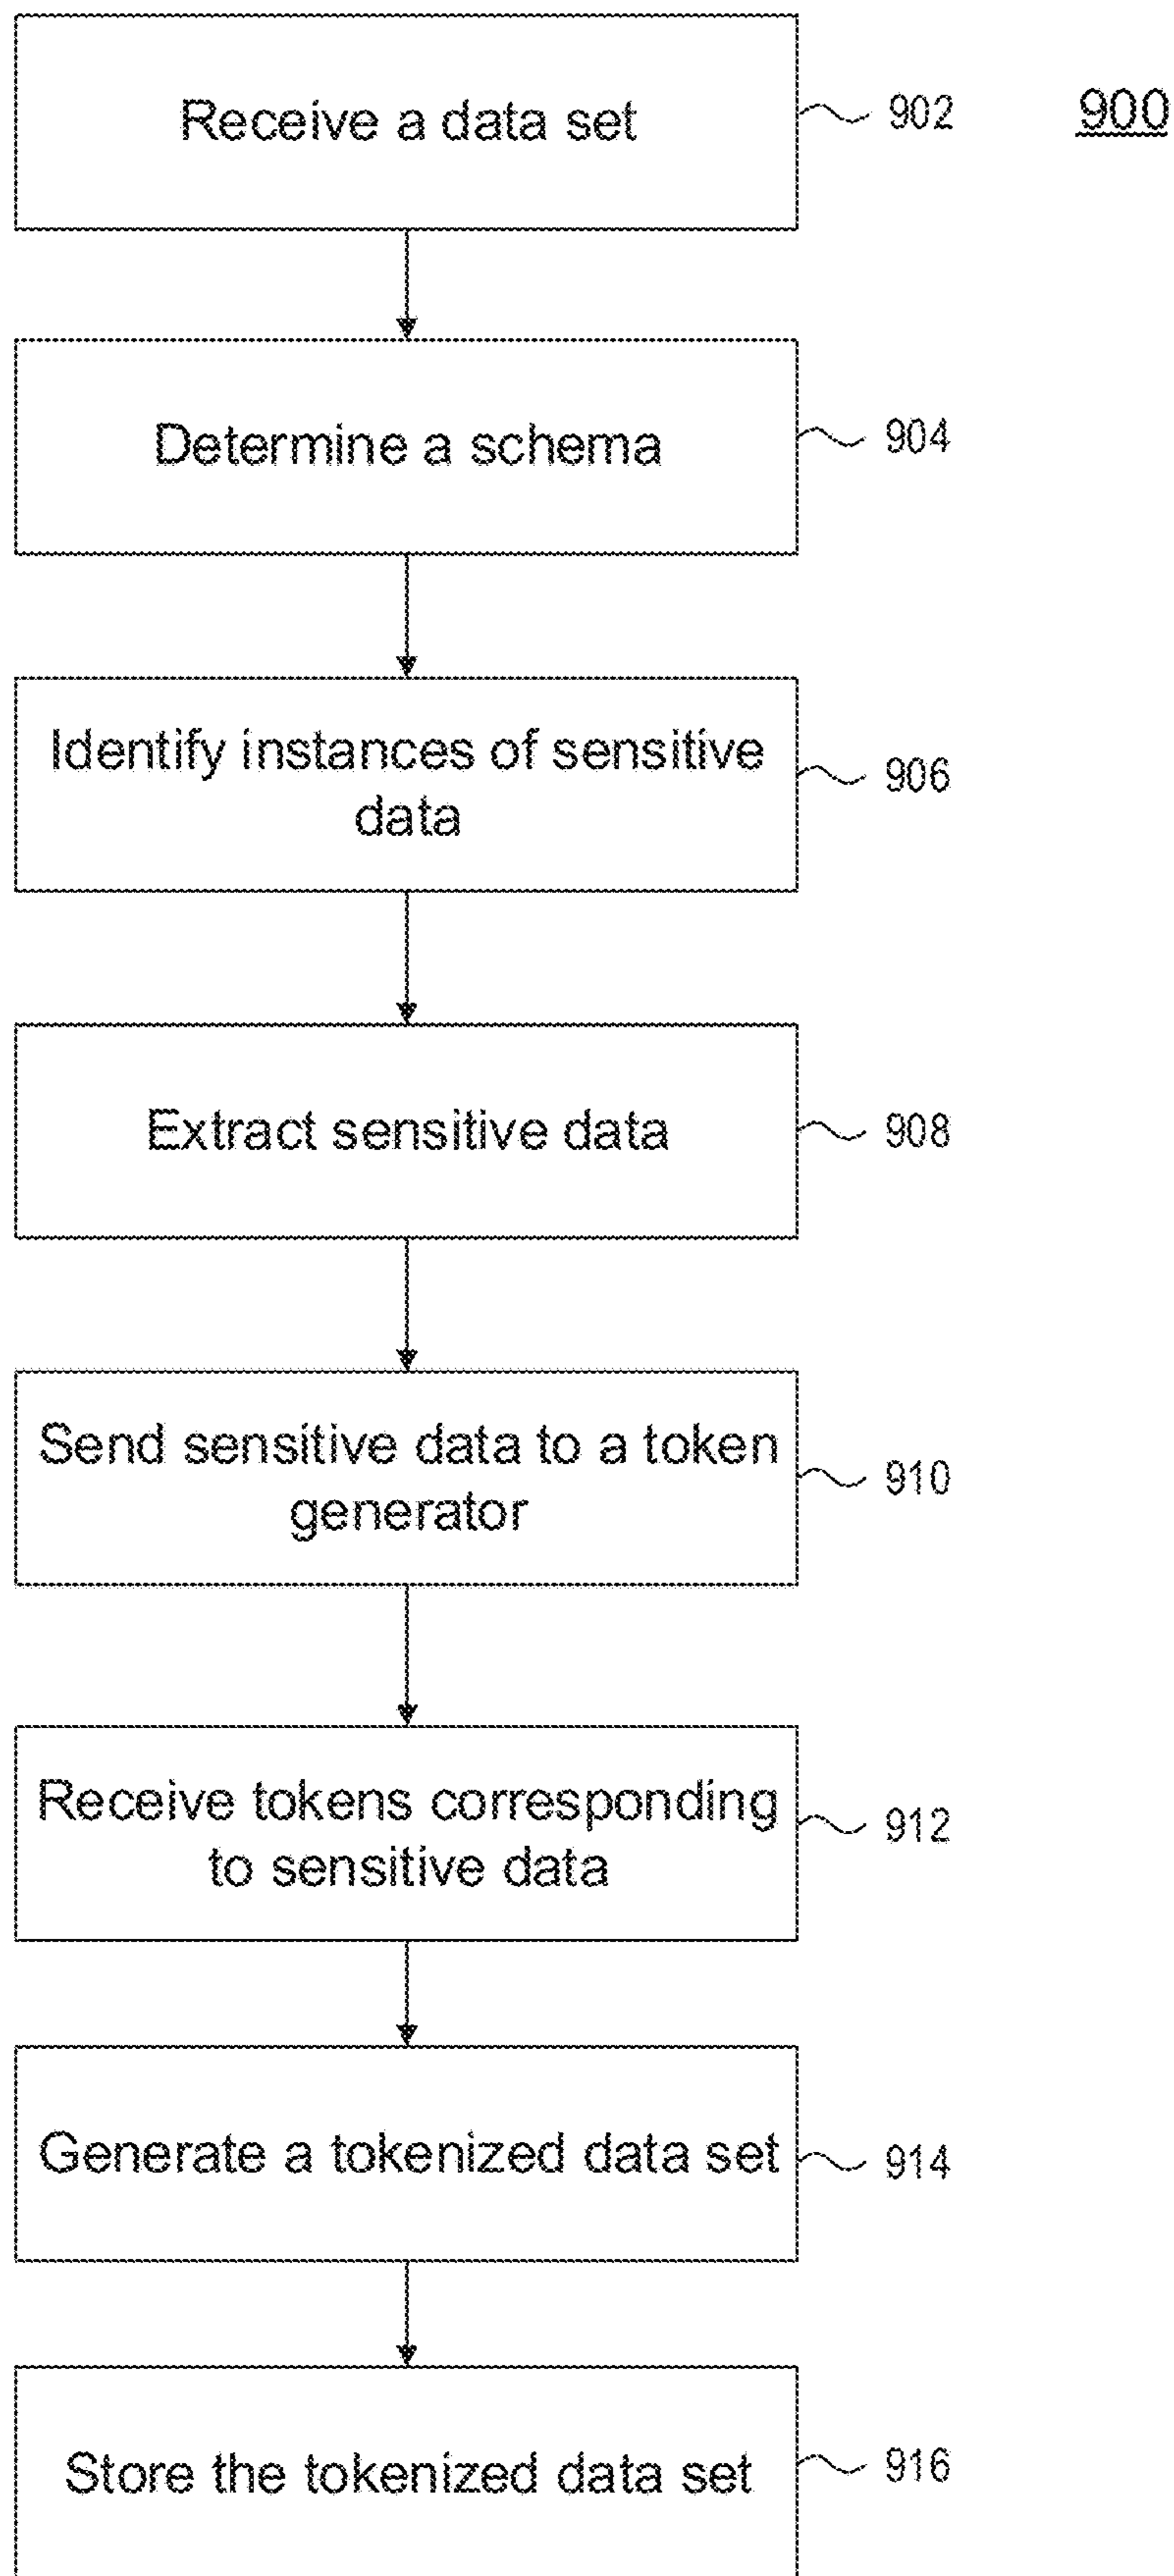 Receive a data set
902
900
Determine a schema
904
Identify instances of sensitive
data
906
Extract sensitive data
908
Send sensitive data to a token
generator
910
Receive tokens corresponding
to sensitive data
912
Generate a tokenized data set
914
Store the tokenized data set
916